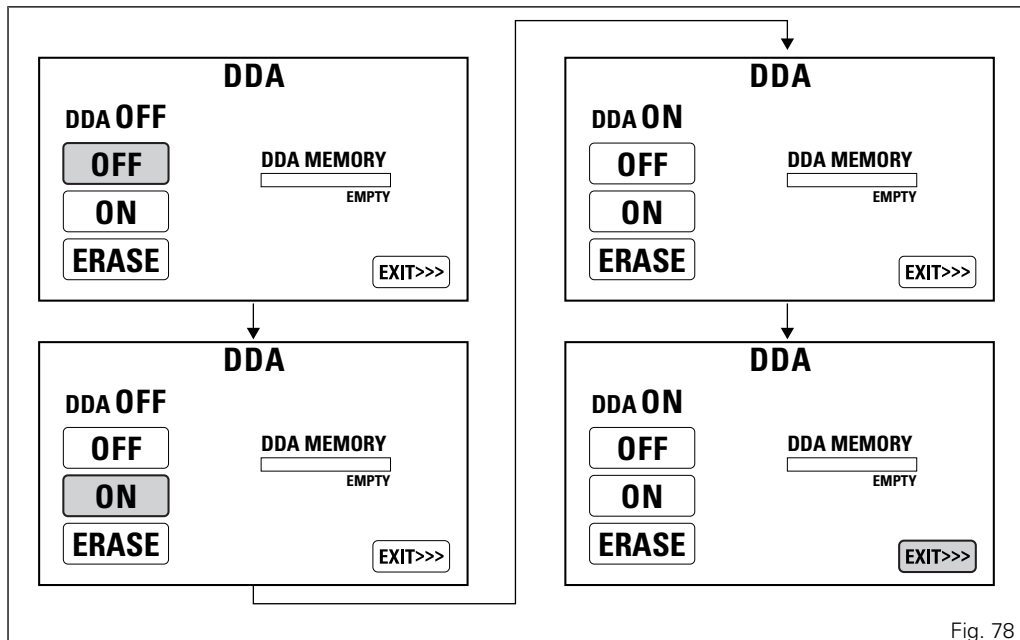 DDA
DDA OFF
OFF
DDA MEMORY
EMPTY
ON
ERASE
EXIT>>>
DDA
DDA OFF
OFF
DDA MEMORY
EMPTY
ON
ERASE
EXIT>>>
DDA
DDA ON
OFF
DDA MEMORY
EMPTY
ON
ERASE
EXIT>>>
DDA
DDA ON
OFF
DDA MEMORY
EMPTY
ON
ERASE
EXIT>>>
Fig. 78